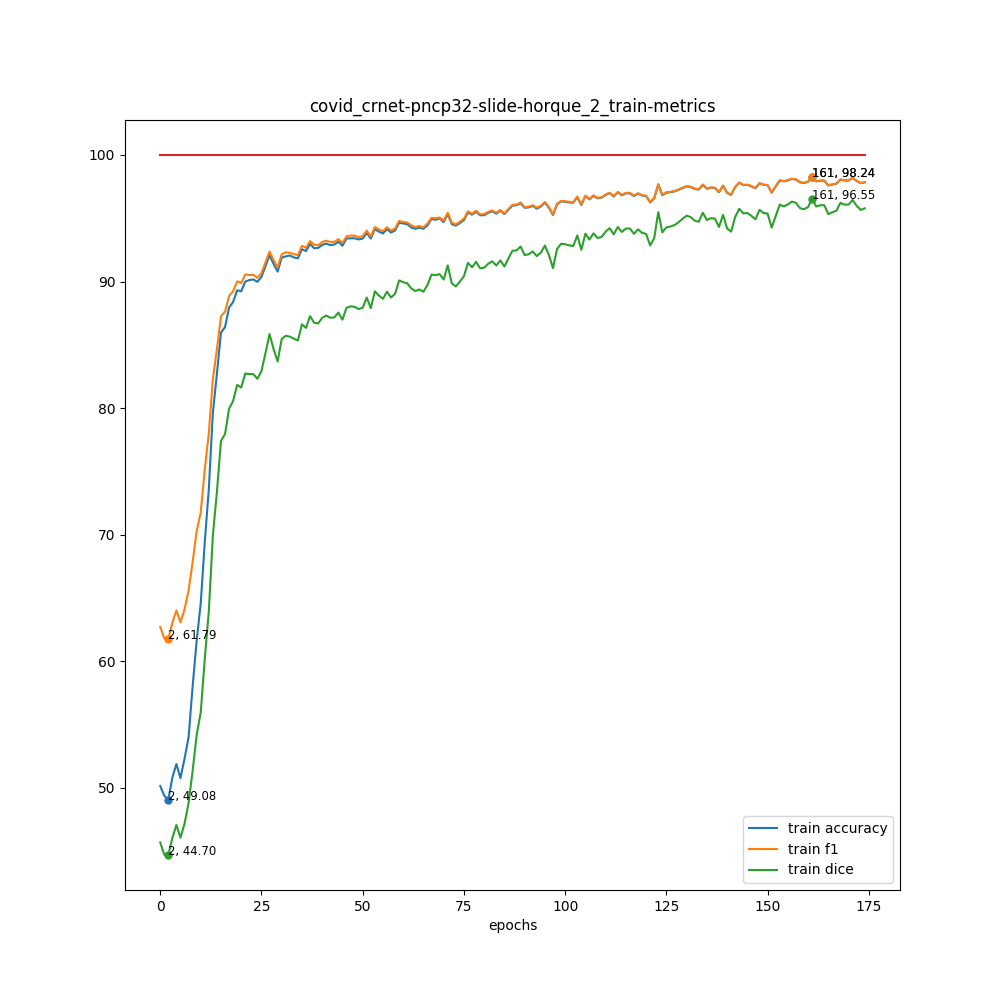 covid_crnet-pncp32-slide-horque_2_train-metrics
100
90
80
70
60
50
161, 98.24
161, 96.55
2, 61.79
2, 49.08
2, 44.70
train accuracy
train f1
train dice
0 25 50 75 100 125 150 175
epochs